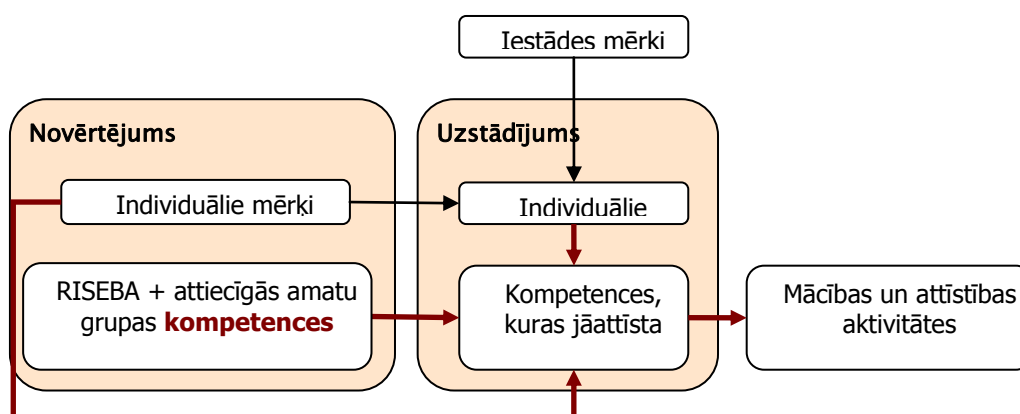 Iestādes mērķi
Novērtējums
Uzstādījums
Individuālie mērķi
Individuālie
RISEBA + attiecīgās amatu
grupas kompetences
Kompetences,
kuras jāattīsta
Mācības un attīstības
aktivitātes